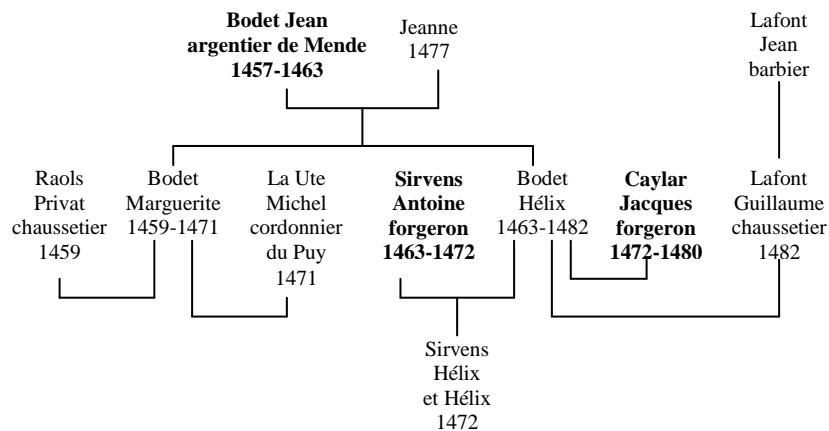 Bodet Jean
argentier de Mende
1457-1463
Jeanne
1477
Lafont
Jean
barbier
Raols
Privat
chaussetier
1459
Bodet
Marguerite
1459-1471
La Ute
Michel
cordonnier
du Puy
1471
Sirvens
Antoine
forgeron
1463-1472
Bodet
Hélix
1463-1482
Caylar
Jacques
forgeron
1472-1480
Lafont
Guillaume
chaussetier
1482
Sirvens
Hélix
et Hélix
1472